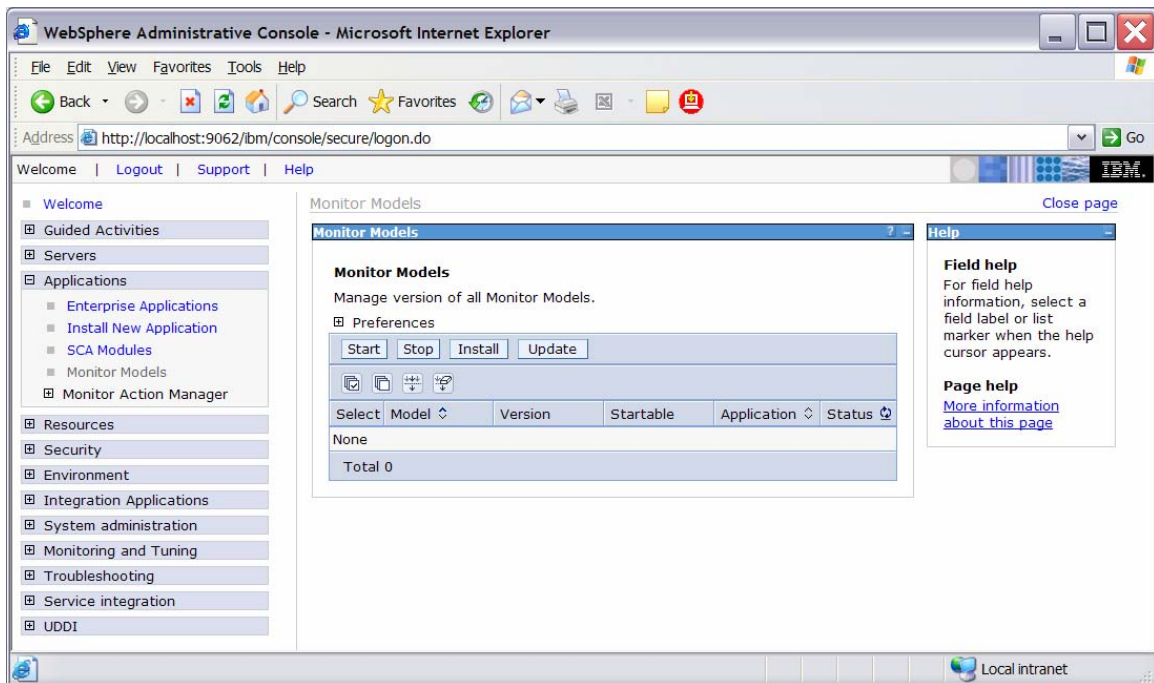 WebSphere Administrative Console - Microsoft Internet Explorer
File Edit View Favorites Tools Help
Back Search Favorites
Address http://localhost:9062/ibm/console/secure/logon.do Go
Welcome | Logout | Support | Help IBM.
Welcome
Guided Activities
Servers
Applications
Enterprise Applications
Install New Application
SCA Modules
Monitor Models
Monitor Action Manager
Resources
Security
Environment
Integration Applications
System administration
Monitoring and Tuning
Troubleshooting
Service integration
UDDI
Monitor Models Close page
Monitor Models ? -
Monitor Models
Manage version of all Monitor Models.
Preferences
Start Stop Install Update
Select Model Version Startable Application Status
None
Total 0
Help -
Field help
For field help
information, select a
field label or list
marker when the help
cursor appears.
Page help
More information
about this page
Local intranet